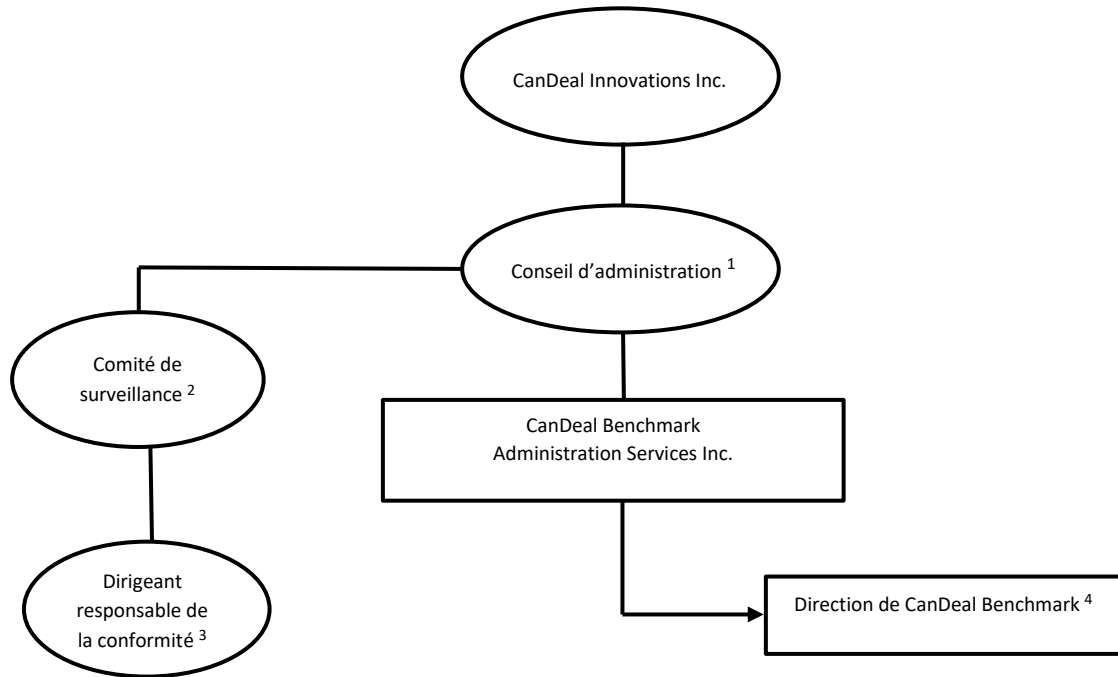 CanDeal Innovations Inc.
Conseil d’administration 1
Comité de
surveillance 2
CanDeal Benchmark
Administration Services Inc.
Dirigeant
responsable de
la conformité 3
Direction de CanDeal Benchmark 4